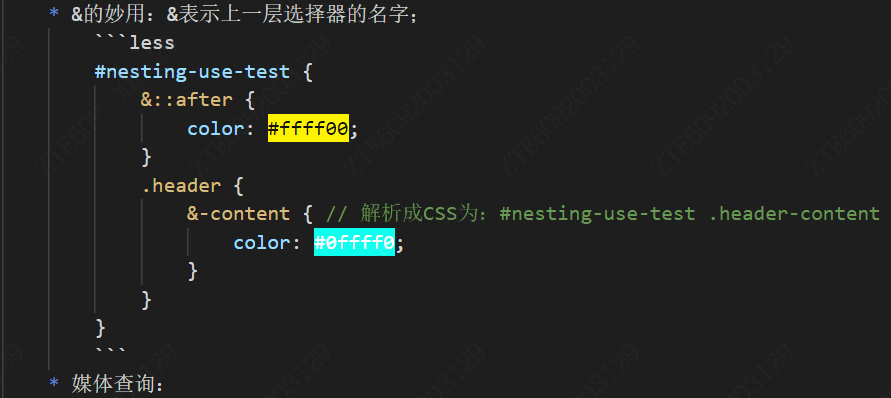 * &的妙用：&表示上一层选择器的名字；
```less
#nesting-use-test {
&::after {
color: #ffff00;
}
.header {
&-content { // 解析成CSS为：#nesting-use-test .header-content
color: #0ffff0;
}
}
}
```
* 媒体查询：